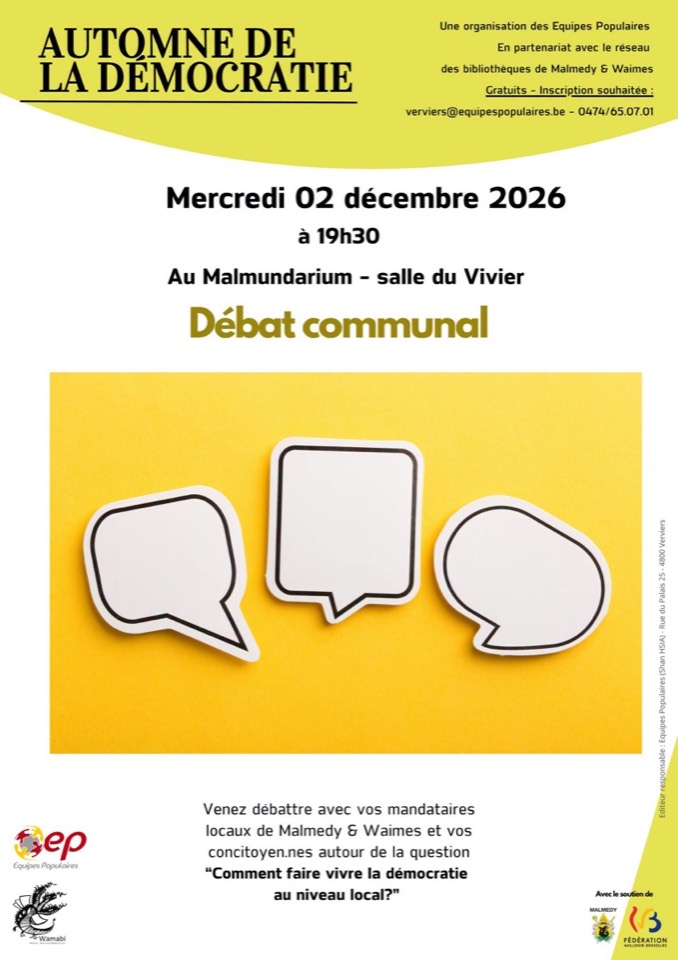 AUTOMNE DE
LA DÉMOCRATIE
Une organisation des Equipes Populaires
En partenariat avec le réseau
des bibliothèques de Malmedy & Waimes
Gratuits - Inscription souhaitée :
verviers@equipespopulaires.be - 0474/65.07.01
Mercredi 02 décembre 2026
à 19h30
Au Malmundarium - salle du Vivier
Débat communal
Editeur responsable : Equipes Populaires (Shan HSIA) - Rue du Palais 25 - 4800 Verviers
Venez débattre avec vos mandataires
locaux de Malmedy & Waimes et vos
concitoyen.nes autour de la question
“Comment faire vivre la démocratie
au niveau local?”
ep
Equipes Populaires
Wamabi
Avec le soutien de
MALMEDY
FÉDÉRATION
WALLONIE-BRUXELLES